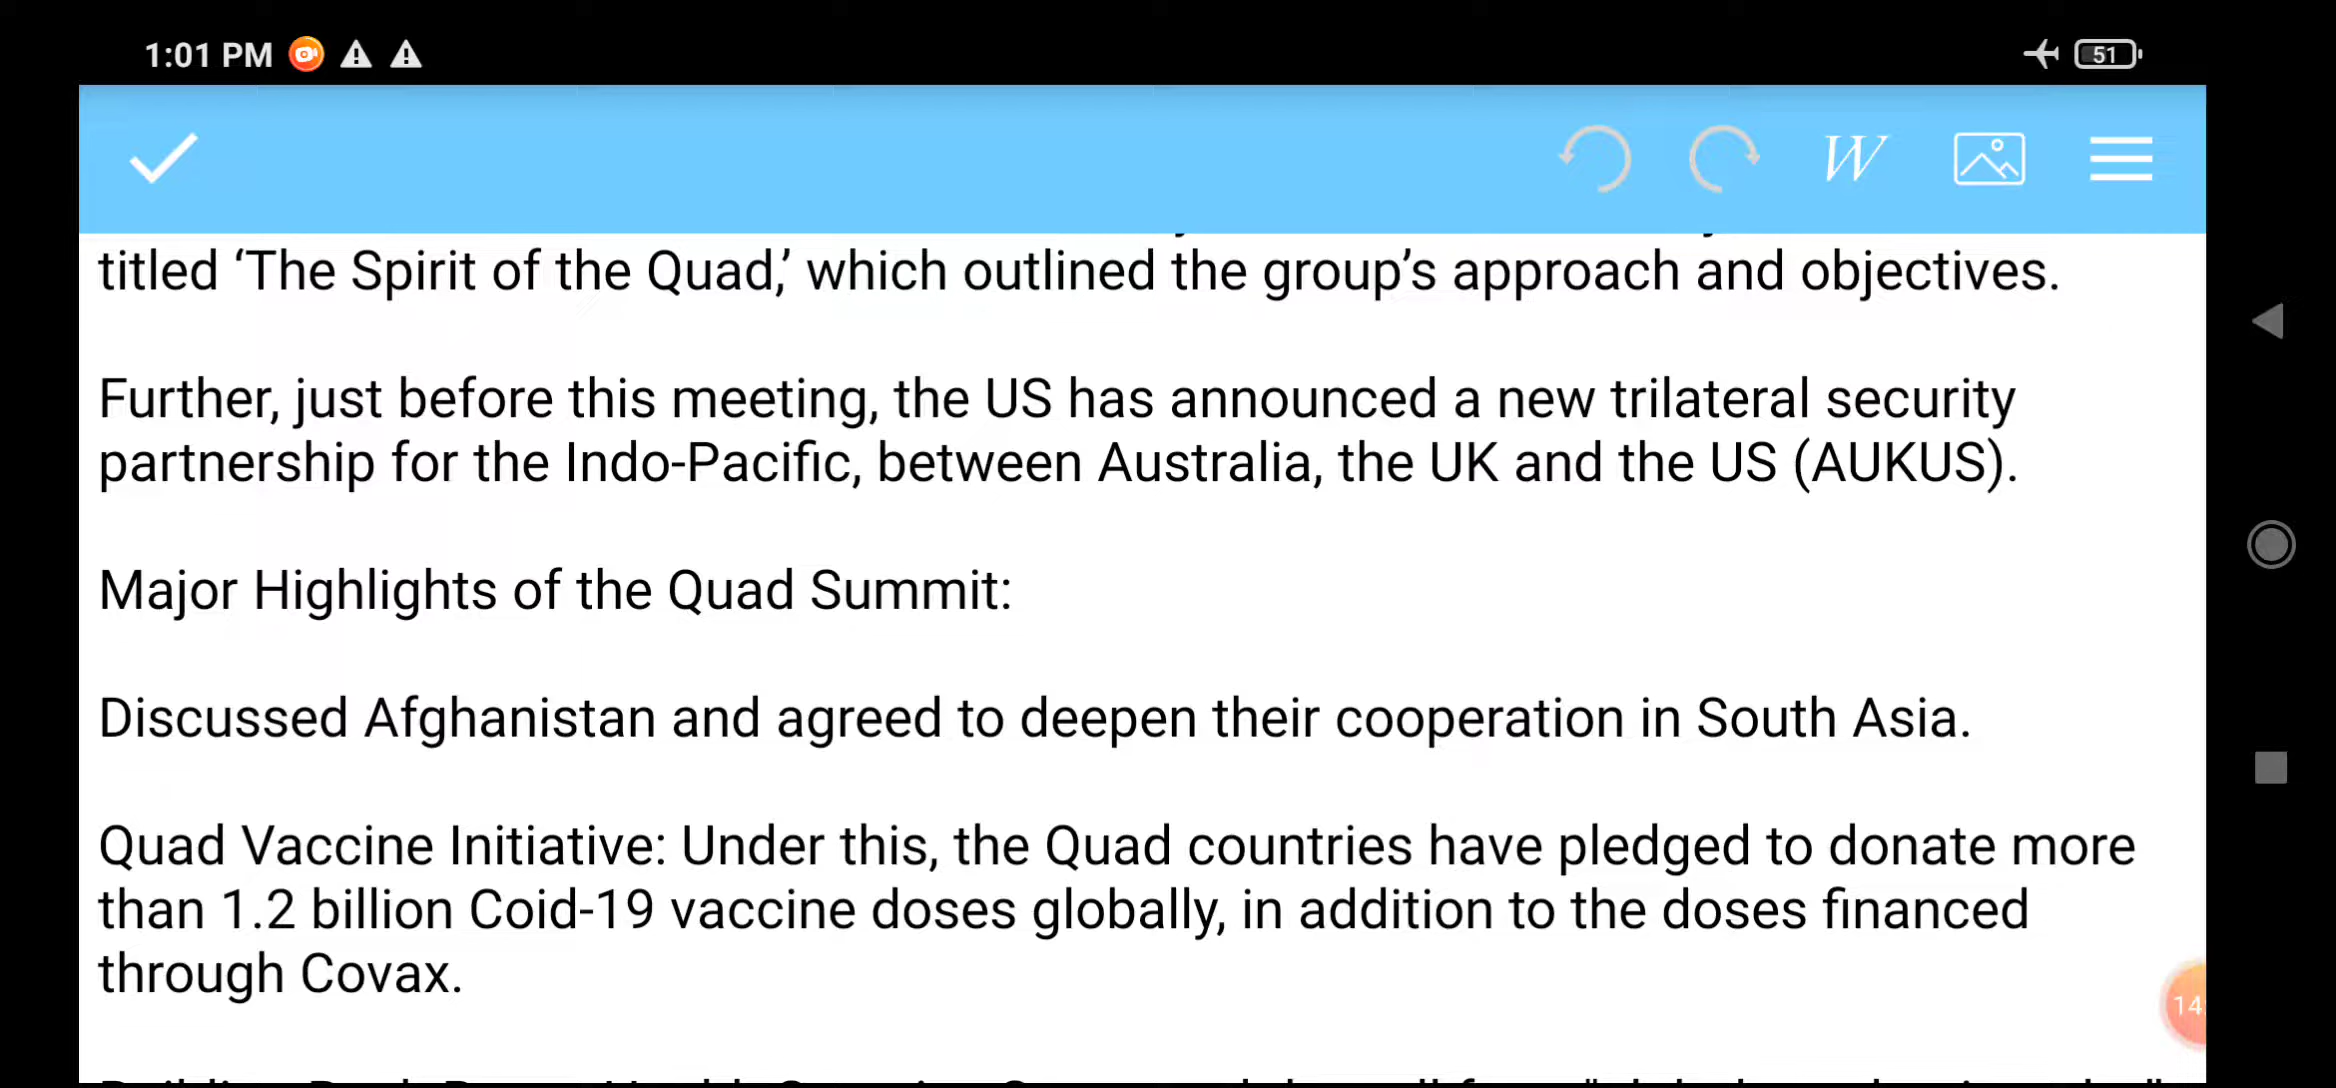 1:01 PM
51
W
titled ‘The Spirit of the Quad,’ which outlined the group’s approach and objectives.
Further, just before this meeting, the US has announced a new trilateral security
partnership for the Indo-Pacific, between Australia, the UK and the US (AUKUS).
Major Highlights of the Quad Summit:
Discussed Afghanistan and agreed to deepen their cooperation in South Asia.
Quad Vaccine Initiative: Under this, the Quad countries have pledged to donate more
than 1.2 billion Coid-19 vaccine doses globally, in addition to the doses financed
through Covax.
14